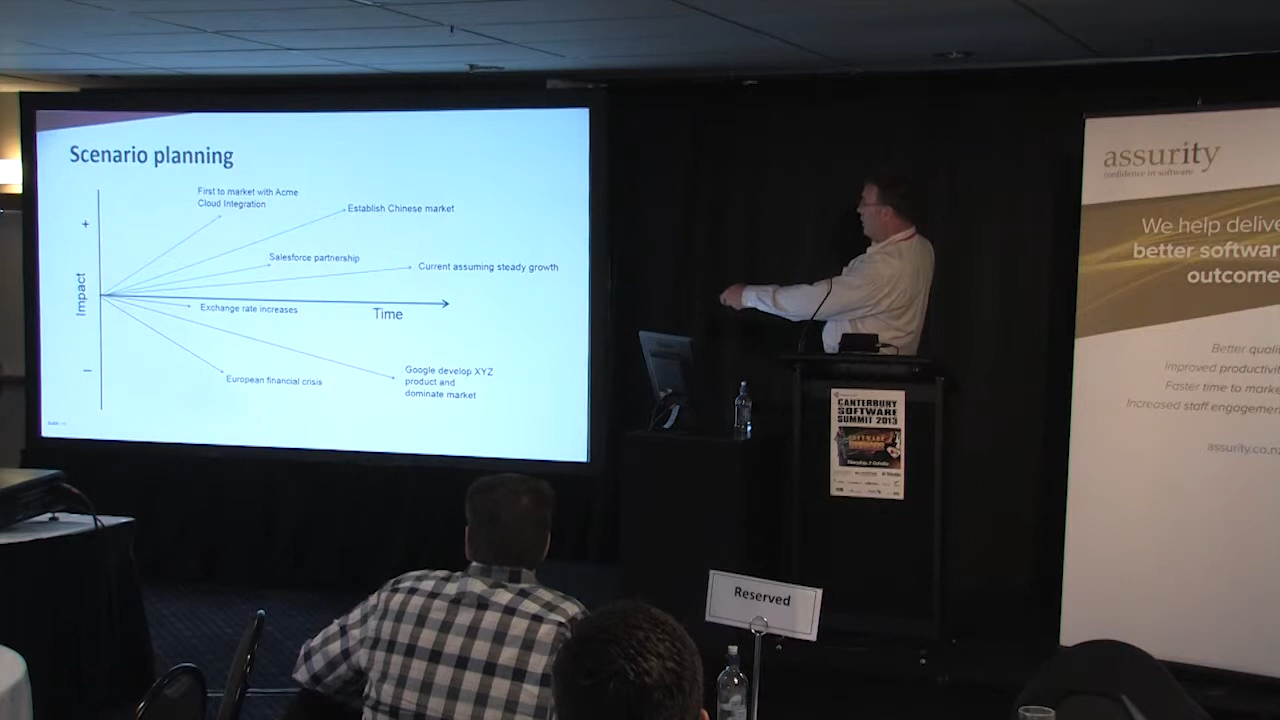 Scenario planning
First to market with Acme
Cloud Integration
Establish Chinese market
+
Salesforce partnership
Current assuming steady growth
Impact
Exchange rate increases
Time
–
European financial crisis
Google develop XYZ
product and
dominate market
CANTERBURY
SOFTWARE
SUMMIT 2013
Reserved
assurity
confidence in software
We help delive
better softwar
outcome
Better quali
Improved productivit
Faster time to marke
Increased staff engagemen
assurity.co.nz